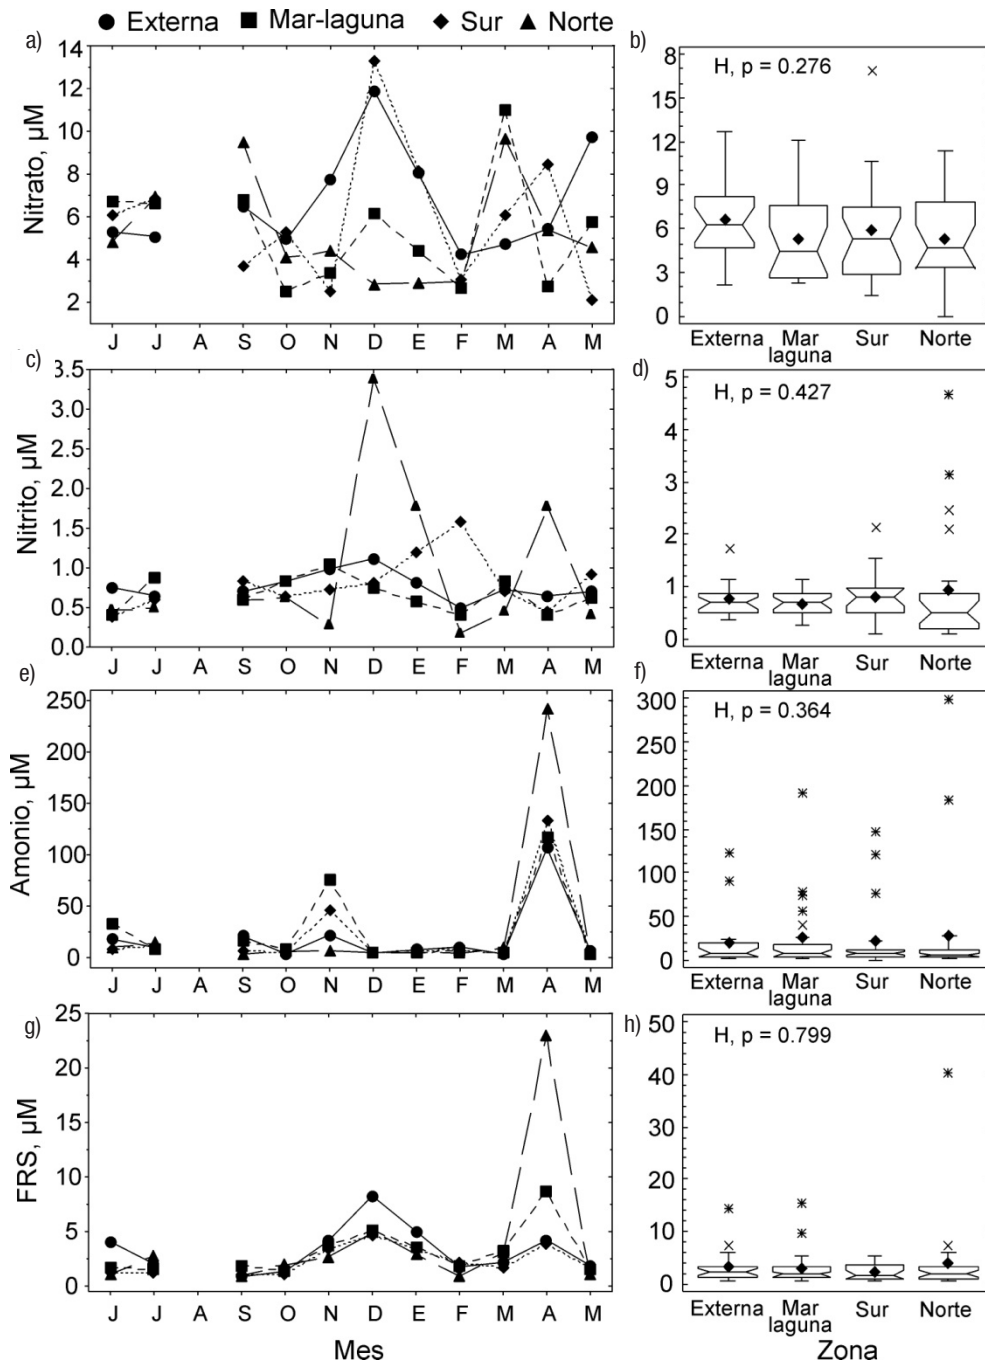 Externa Mar-laguna Sur Norte
a)
Nitrato, µM
14
12
10
8
6
4
2
J J A S O N D E F M A M
b)
H, p = 0.276
8
15
12
9
6
3
0
Externa Mar Sur Norte
laguna
c)
Nitrito, µM
3.5
3.0
2.5
2.0
1.5
1.0
0.5
0.0
J J A S O N D E F M A M
d)
H, p = 0.427
5
4
3
2
1
0
Externa Mar Sur Norte
laguna
e)
Amonio, µM
250
200
150
100
50
0
J J A S O N D E F M A M
f)
H, p = 0.364
300
250
200
150
100
50
0
Externa Mar Sur Norte
laguna
g)
FRS, µM
25
20
15
10
5
0
J J A S O N D E F M A M
Mes
h)
H, p = 0.799
50
40
30
20
10
0
Externa Mar Sur Norte
laguna
Zona